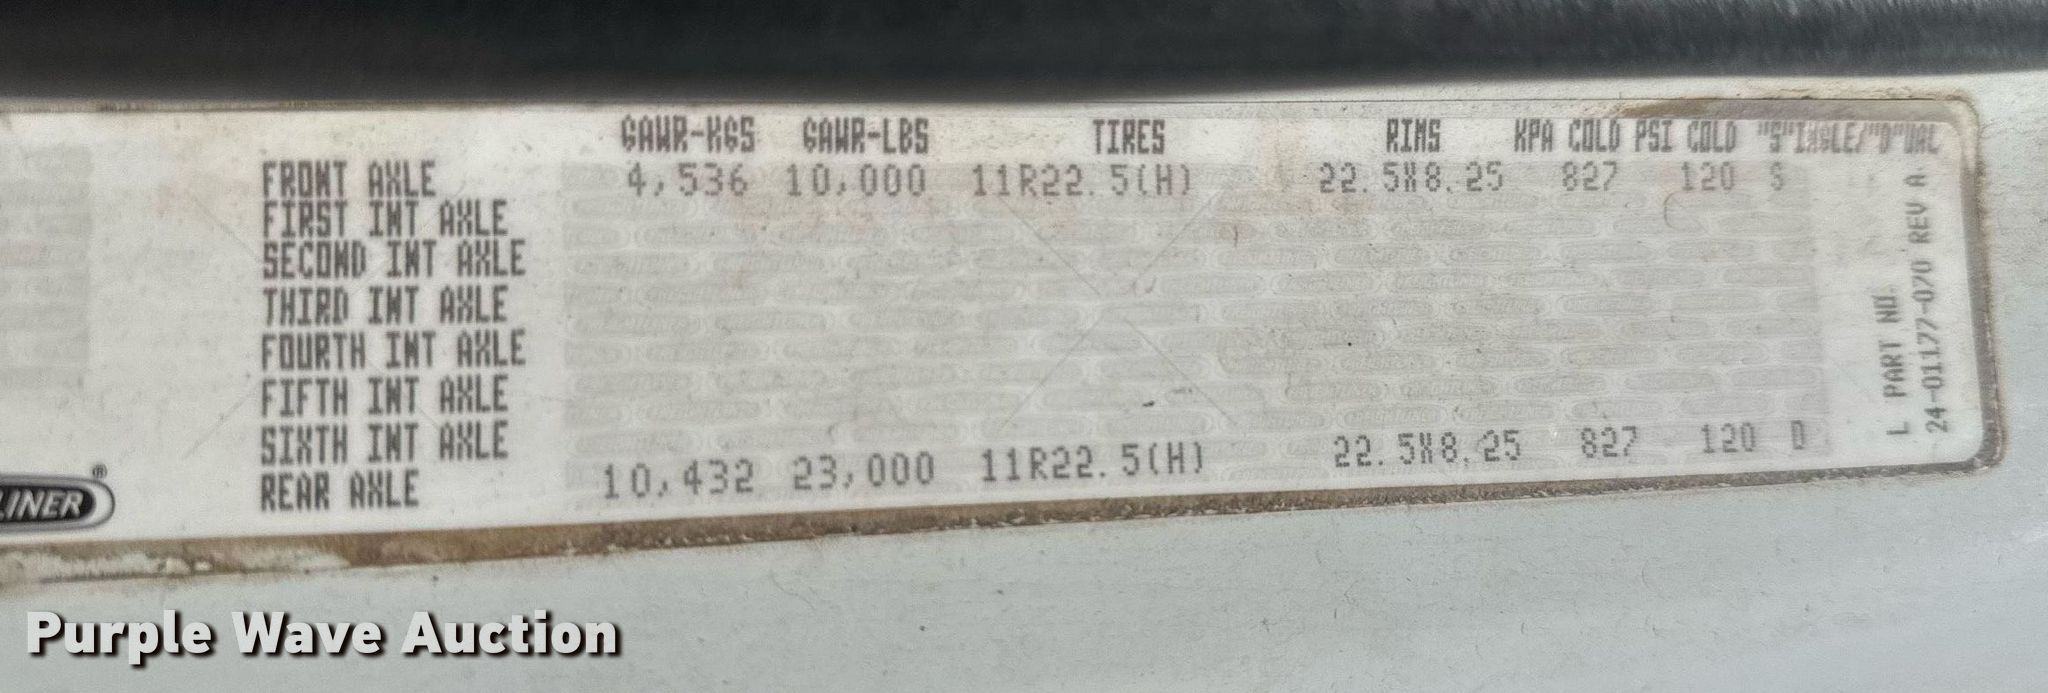 GAWR-KGS GAWR-LBS TIRES RIMS KPA COLD PSI COLD "S"INGLE/"D"UAL
FRONT AXLE 4,536 10,000 11R22.5(H) 22.5X8.25 827 120 S
FIRST INT AXLE
SECOND INT AXLE
THIRD INT AXLE
FOURTH INT AXLE
FIFTH INT AXLE
SIXTH INT AXLE
REAR AXLE 10,432 23,000 11R22.5(H) 22.5X8.25 827 120 D
LINER®
L PART NO.
24-01177-070 REV A
Purple Wave Auction